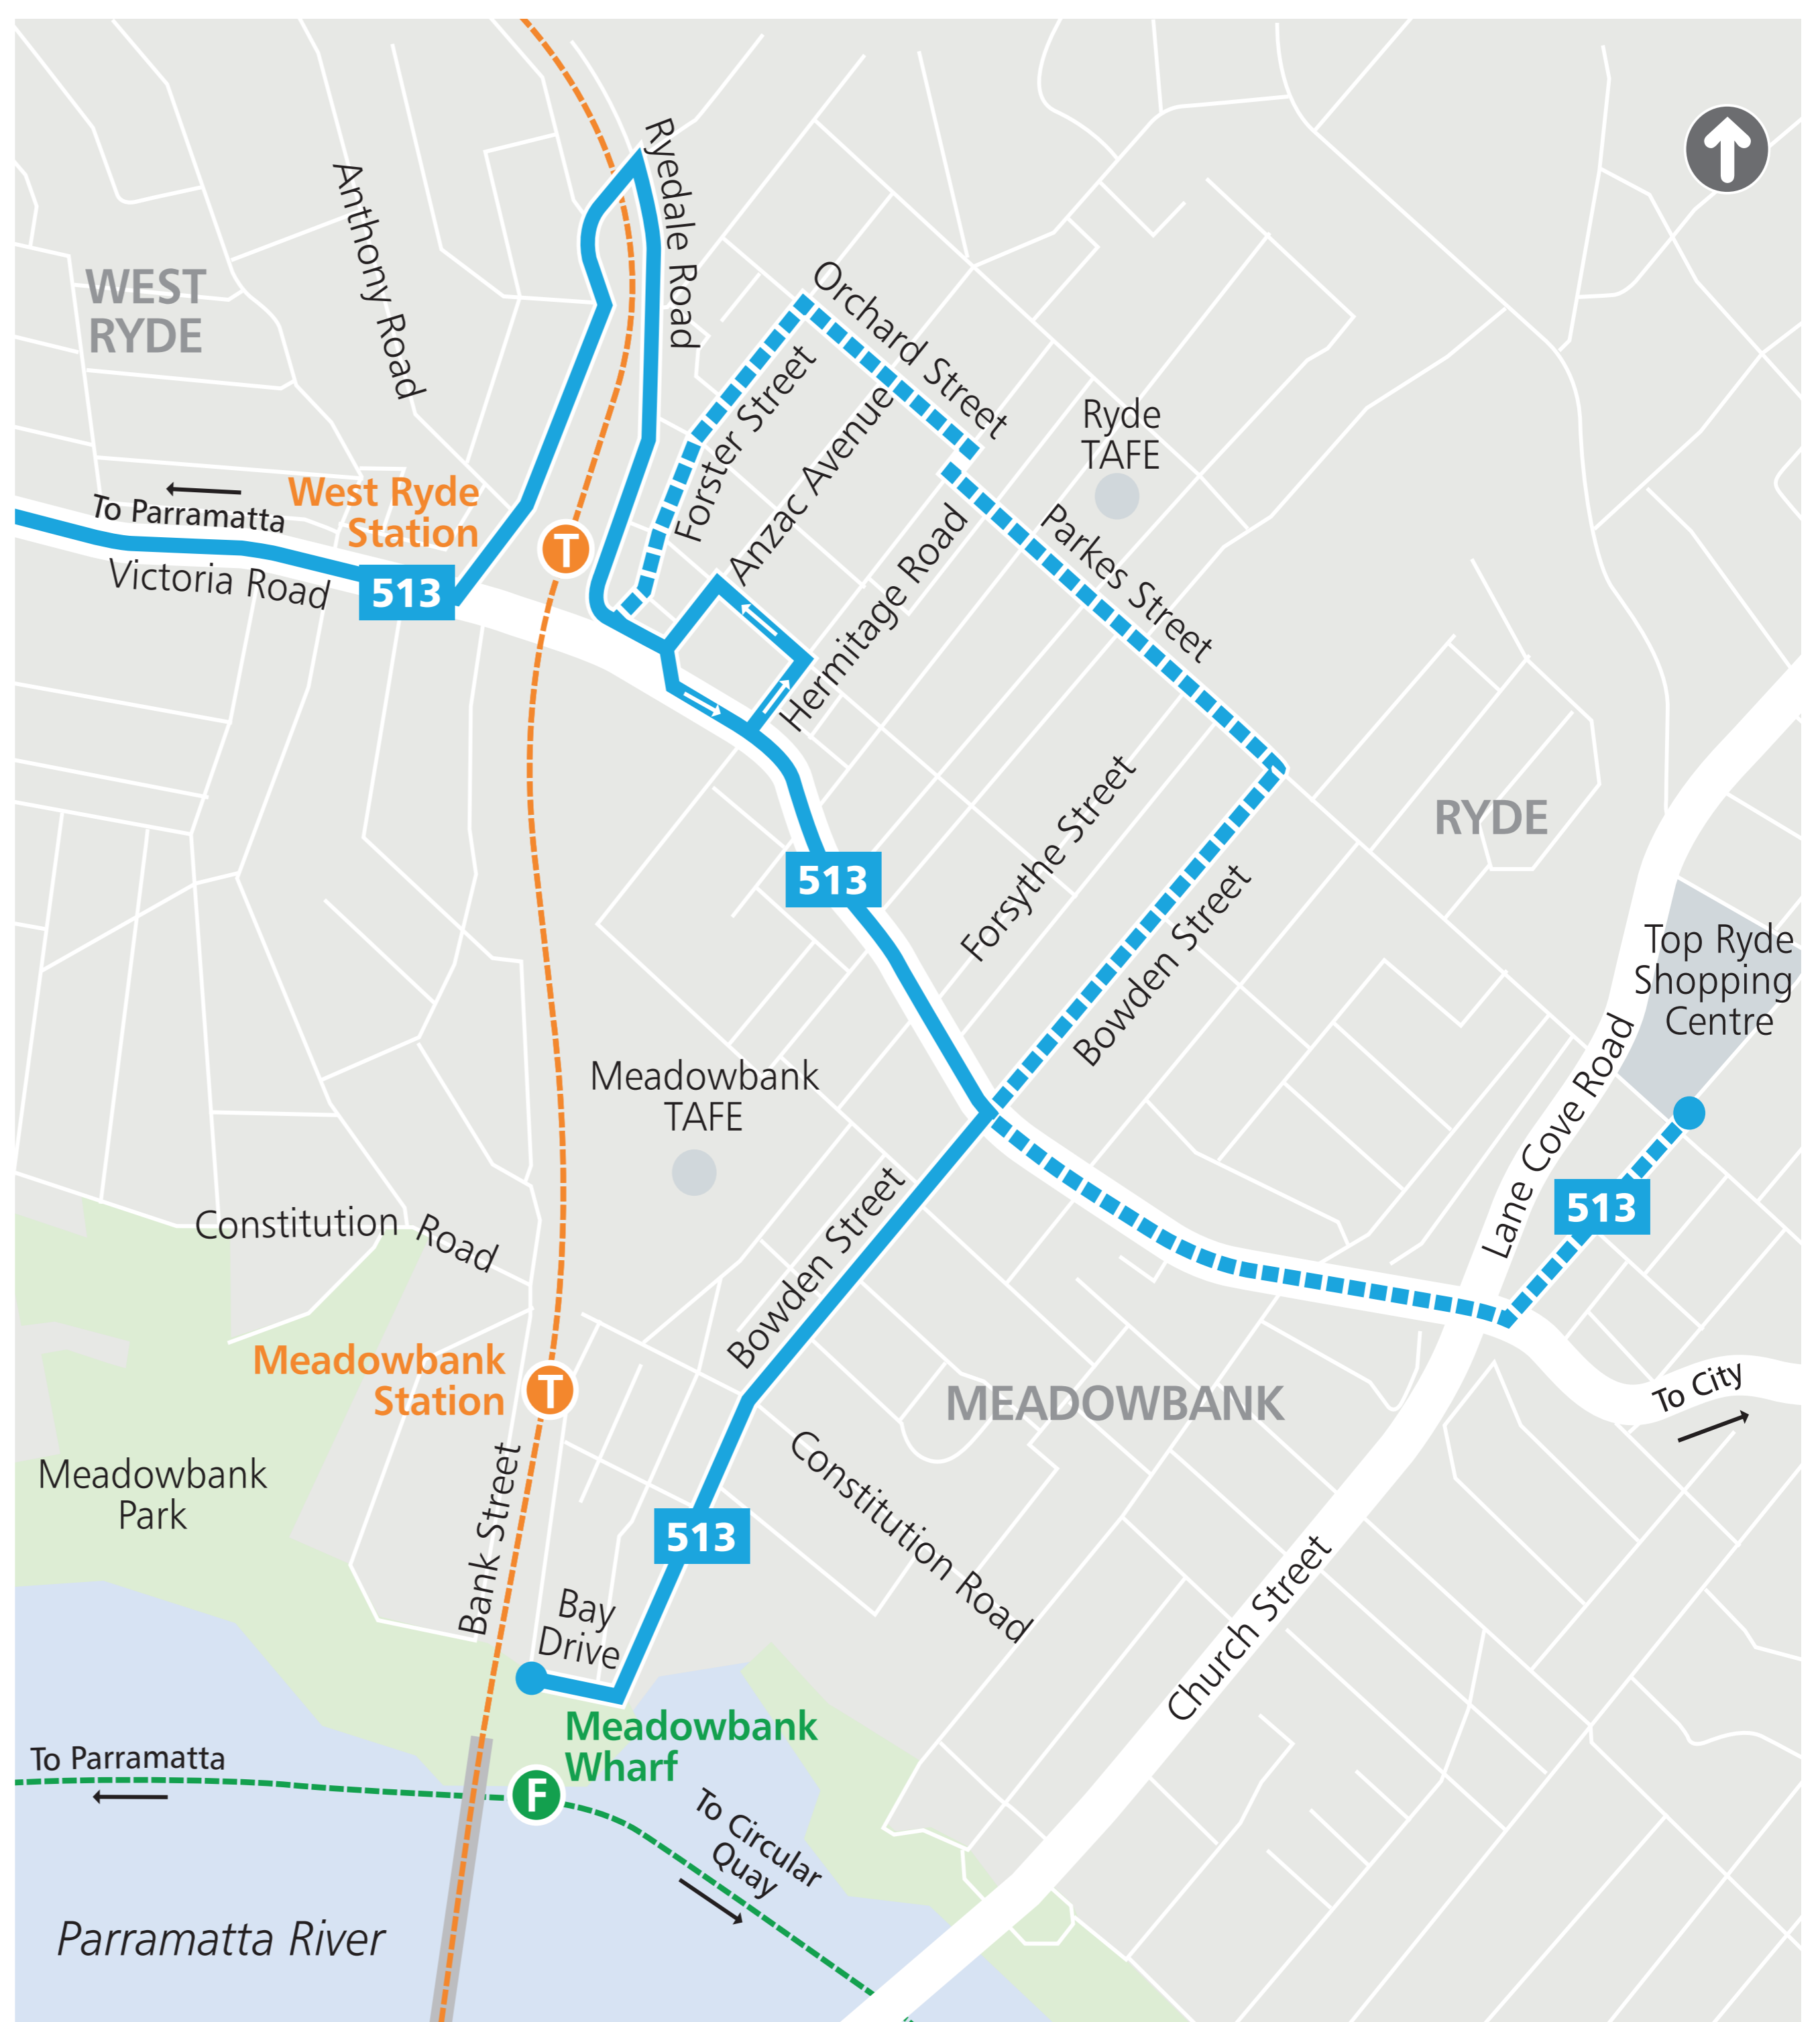 Ryedale Road
Anthony Road
WEST
RYDE
Orchard Street
Forster Street
Anzac Avenue
Ryde
TAFE
West Ryde
Station
T
To Parramatta
Victoria Road
513
Hermitage Road
Parkes Street
RYDE
Forsythe Street
513
Bowden Street
Top Ryde
Shopping
Centre
Meadowbank
TAFE
Lane Cove Road
513
Constitution Road
Bowden Street
Meadowbank
Station
T
MEADOWBANK
To City
Meadowbank
Park
Bank Street
Constitution Road
513
Bay
Drive
Church Street
Meadowbank
Wharf
F
To Parramatta
To Circular
Quay
Parramatta River